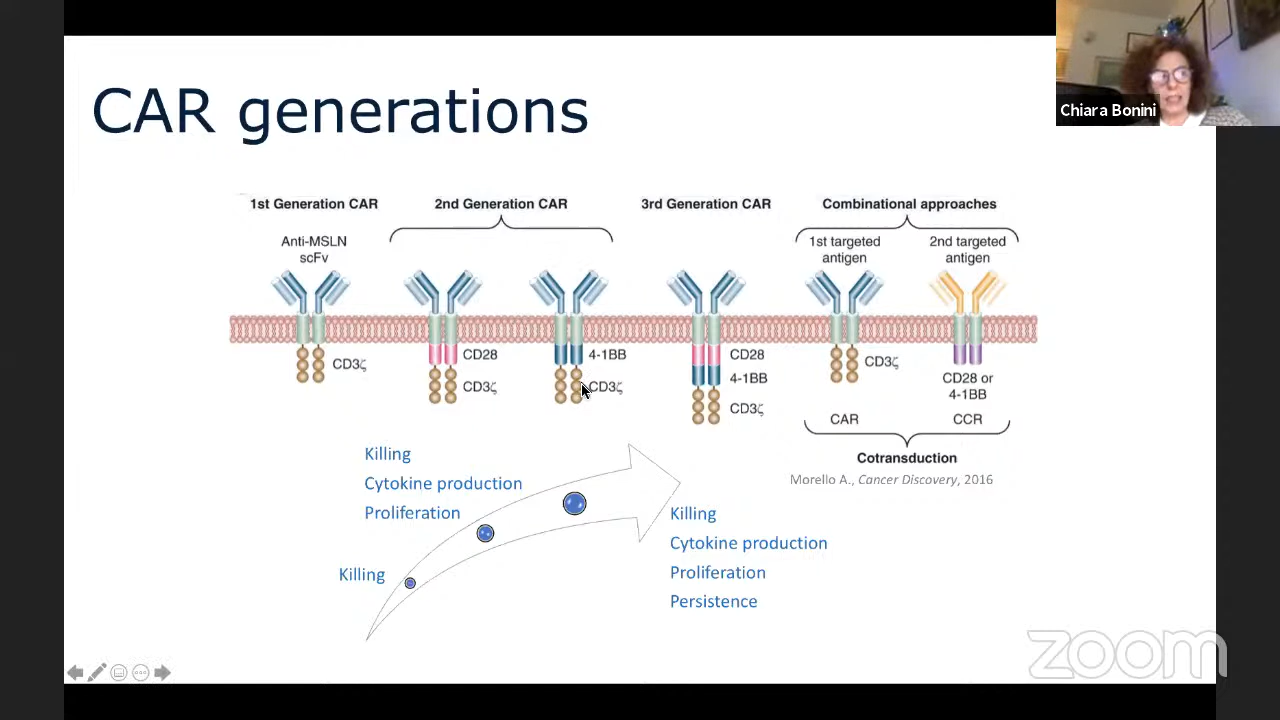 Chiara Bonini
CAR generations
1st Generation CAR
2nd Generation CAR
3rd Generation CAR
Combinational approaches
Anti-MSLN
scFv
1st targeted
antigen
2nd targeted
antigen
CD3ζ
CD28
CD3ζ
4-1BB
CD3ζ
CD28
4-1BB
CD3ζ
CD3ζ
CD28 or
4-1BB
CAR
CCR
Cotransduction
Morello A., Cancer Discovery, 2016
Killing
Cytokine production
Proliferation
Killing
Killing
Cytokine production
Proliferation
Persistence
zoom